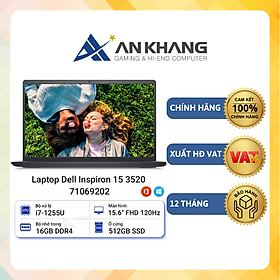 AN KHANG
GAMING & HI-END COMPUTER
CHÍNH HÃNG
CAM KẾT
100%
CHÍNH HÃNG
XUẤT HĐ VAT
VAT
12 THÁNG
BẢO HÀNH
Laptop Dell Inspiron 15 3520
71069202
Bộ xử lý
i7-1255U
Màn hình
15.6" FHD 120Hz
Bộ nhớ trong
16GB DDR4
Ổ cứng
512GB SSD